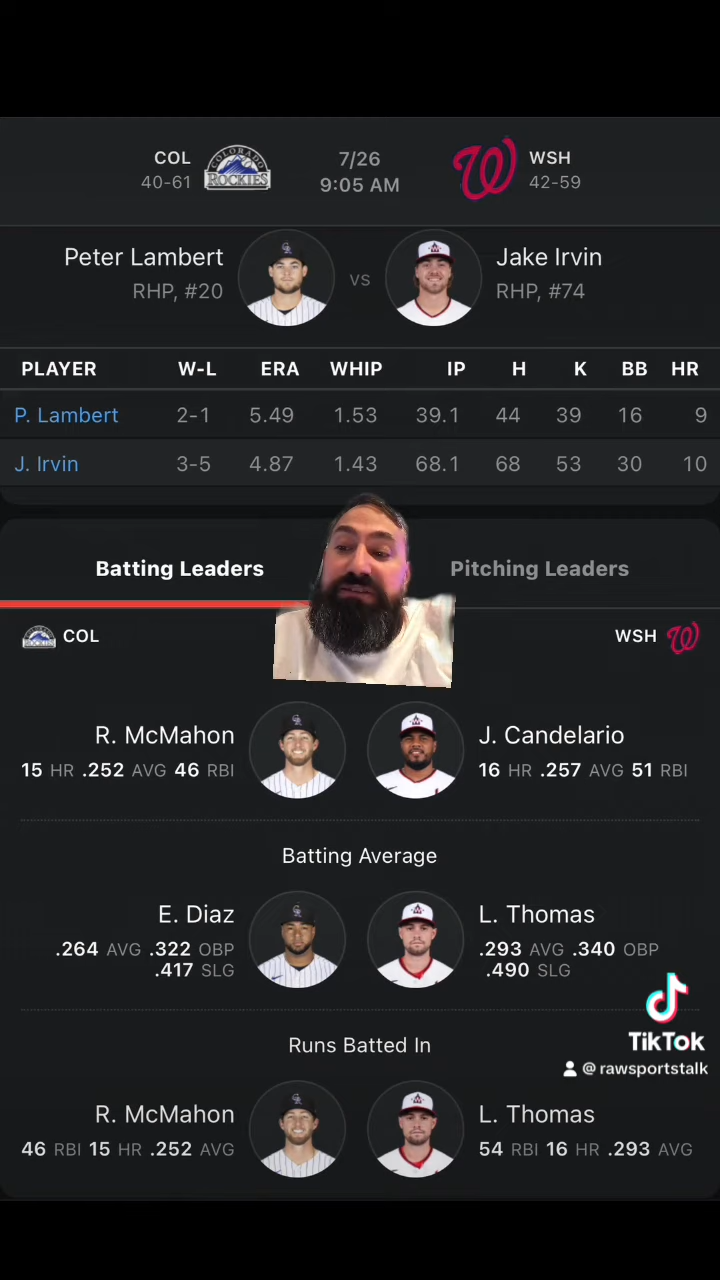 COL
40-61
COLORADO
ROCKIES
7/26
9:05 AM
W
WSH
42-59
Peter Lambert
RHP, #20
vs
Jake Irvin
RHP, #74
PLAYER W-L ERA WHIP IP H K BB HR
P. Lambert 2-1 5.49 1.53 39.1 44 39 16 9
J. Irvin 3-5 4.87 1.43 68.1 68 53 30 10
Batting Leaders
Pitching Leaders
COL
WSH W
R. McMahon
15 HR .252 AVG 46 RBI
J. Candelario
16 HR .257 AVG 51 RBI
Batting Average
E. Diaz
.264 AVG .322 OBP
.417 SLG
L. Thomas
.293 AVG .340 OBP
.490 SLG
TikTok
@rawsportstalk
Runs Batted In
R. McMahon
46 RBI 15 HR .252 AVG
L. Thomas
54 RBI 16 HR .293 AVG